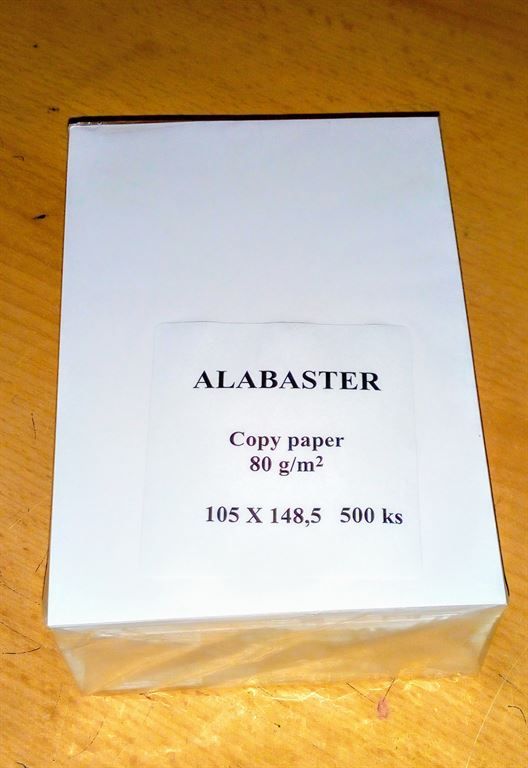 ALABASTER
Copy paper
80 g/m²
105 X 148,5 500 ks